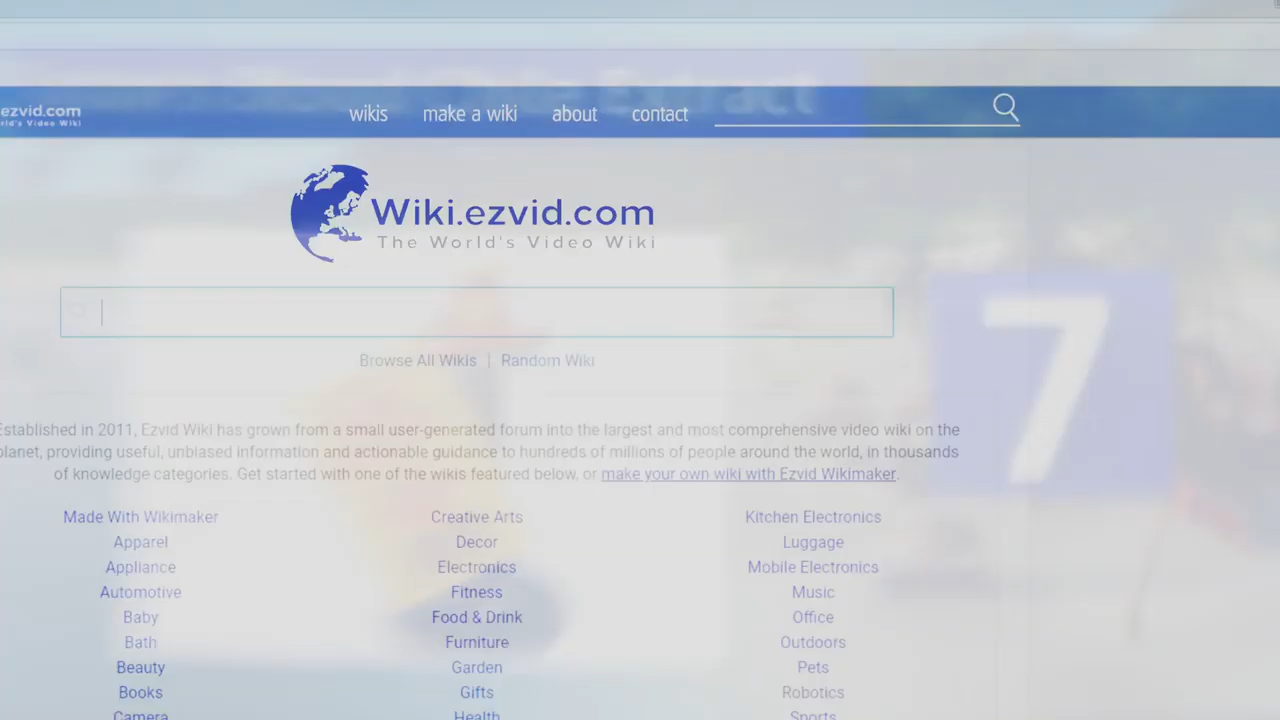 ezvid.com
wikis make a wiki about contact
Extract
Wiki.ezvid.com
The World's Video Wiki
Browse All Wikis | Random Wiki
7
Established in 2011, Ezvid Wiki has grown from a small user-generated forum into the largest and most comprehensive video wiki on the
planet, providing useful, unbiased information and actionable guidance to hundreds of millions of people around the world, in thousands
of knowledge categories. Get started with one of the wikis featured below, or make your own wiki with Ezvid Wikimaker.
Made With Wikimaker Creative Arts Kitchen Electronics
Apparel Decor Luggage
Appliance Electronics Mobile Electronics
Automotive Fitness Music
Baby Food & Drink Office
Bath Furniture Outdoors
Beauty Garden Pets
Books Gifts Robotics
Camera Health Sports